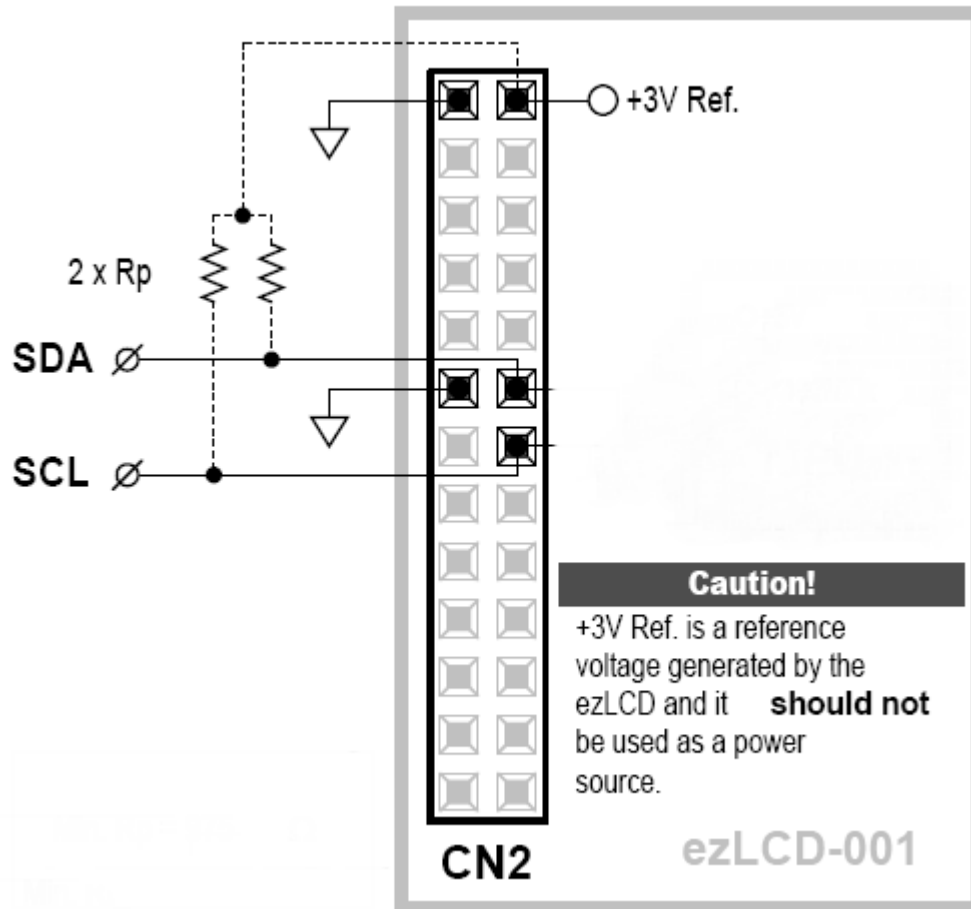 +3V Ref.
2 x Rp
SDA
SCL
Caution!
+3V Ref. is a reference
voltage generated by the
ezLCD and it should not
be used as a power
source.
CN2
ezLCD-001